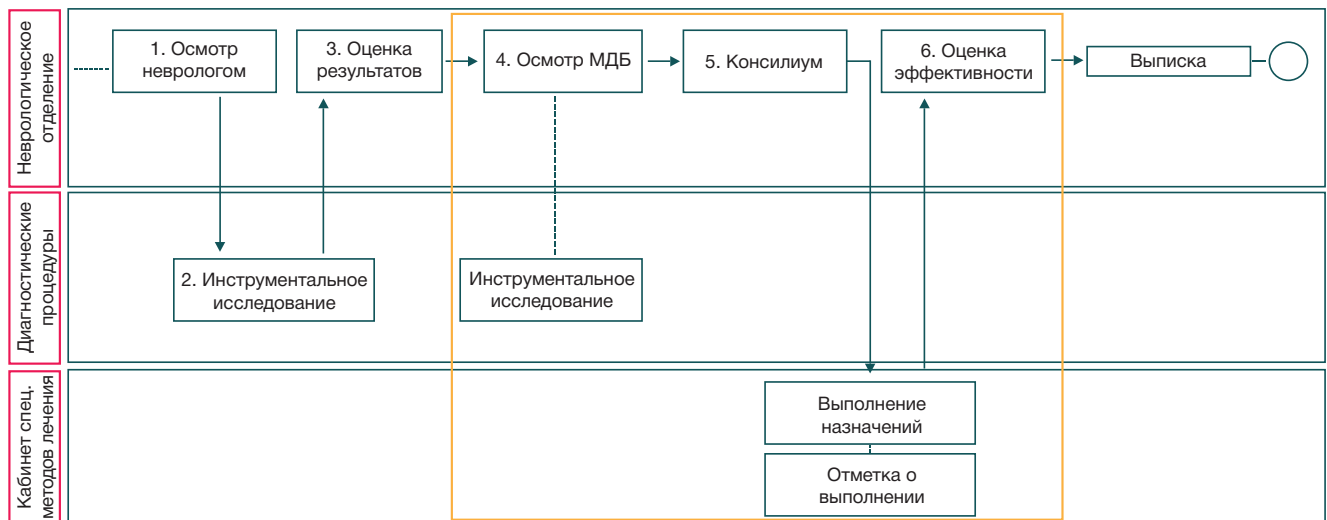 Неврологическое
отделение
1. Осмотр
неврологом
3. Оценка
результатов
4. Осмотр МДБ
5. Консилиум
6. Оценка
эффективности
Выписка
Диагностические
процедуры
2. Инструментальное
исследование
Инструментальное
исследование
Кабинет спец.
методов лечения
Выполнение
назначений
Отметка о
выполнении